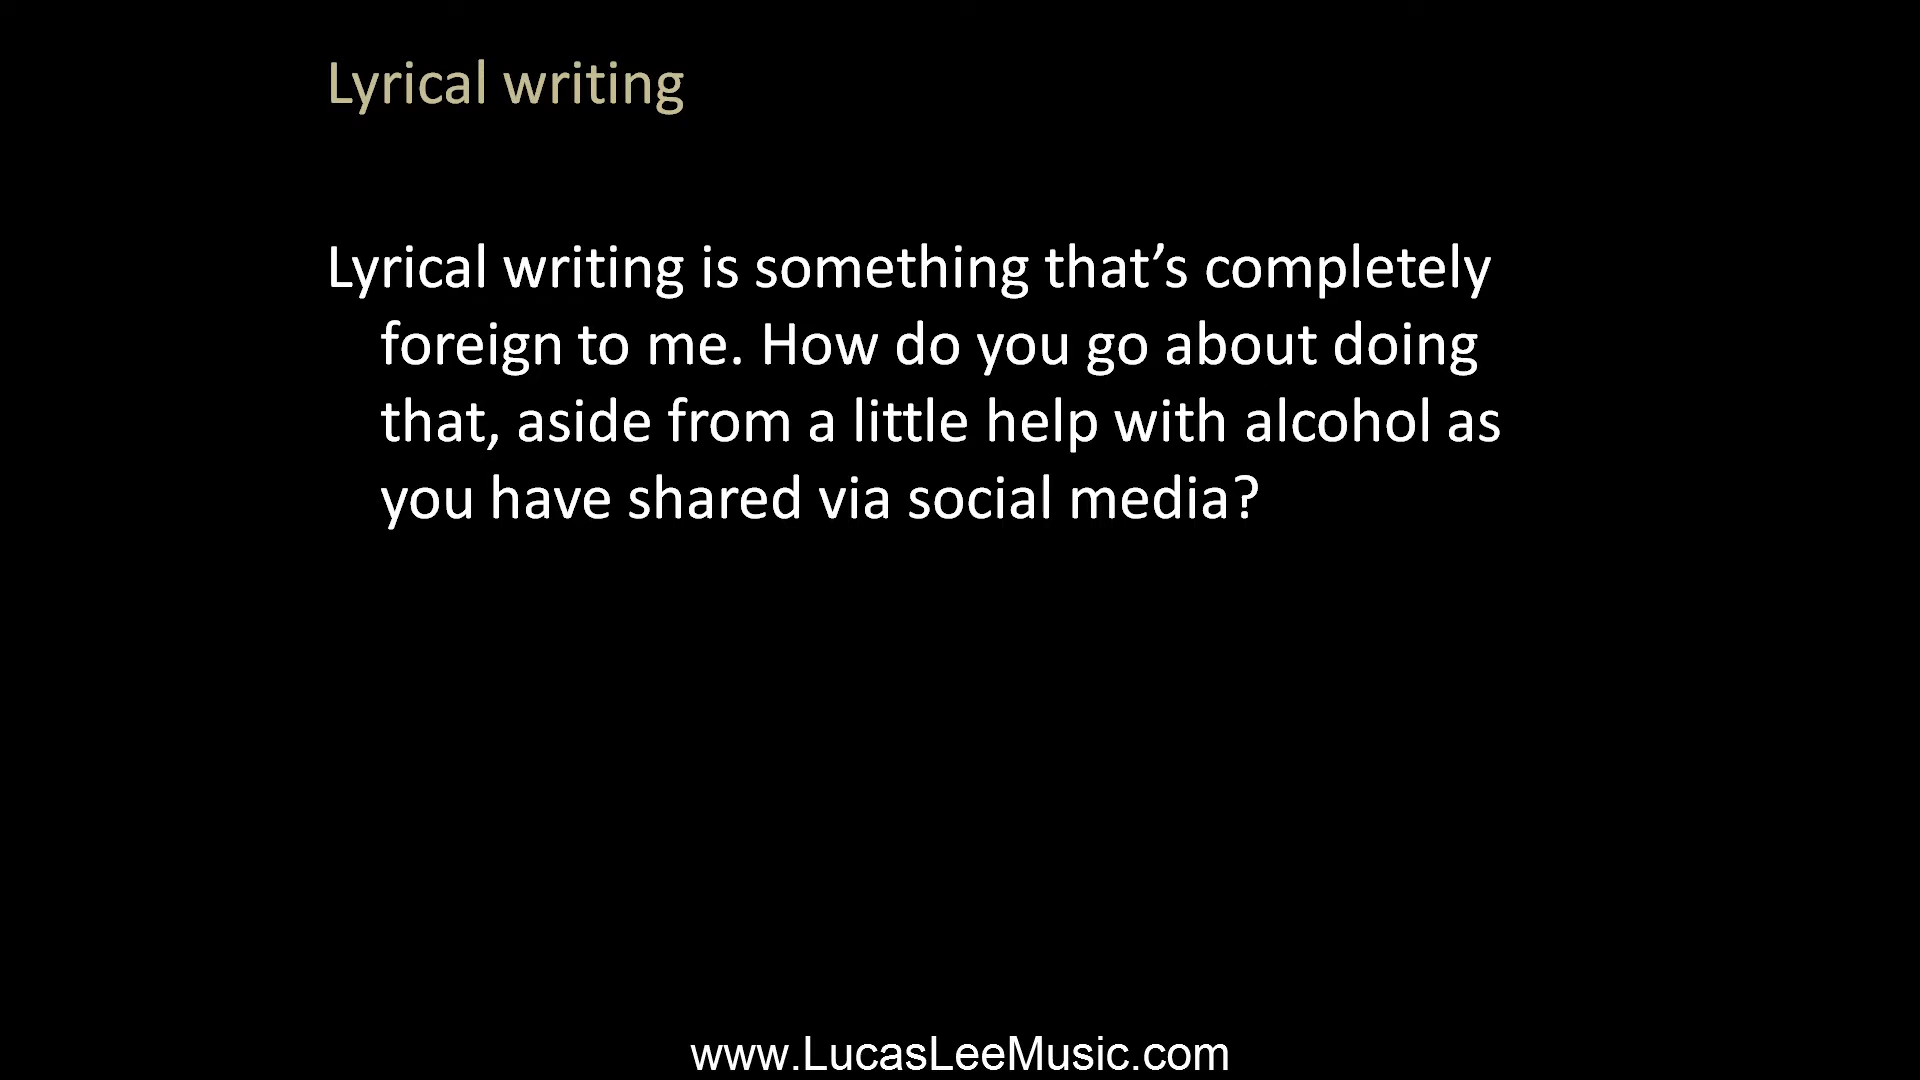 Lyrical writing
Lyrical writing is something that’s completely
foreign to me. How do you go about doing
that, aside from a little help with alcohol as
you have shared via social media?
www.LucasLeeMusic.com